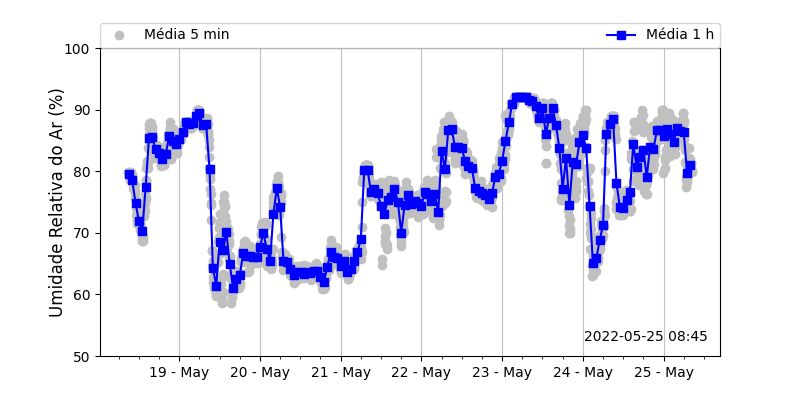 Média 5 min
Média 1 h
Umidade Relativa do Ar (%)
100
90
80
70
60
50
2022-05-25 08:45
19 - May
20 - May
21 - May
22 - May
23 - May
24 - May
25 - May